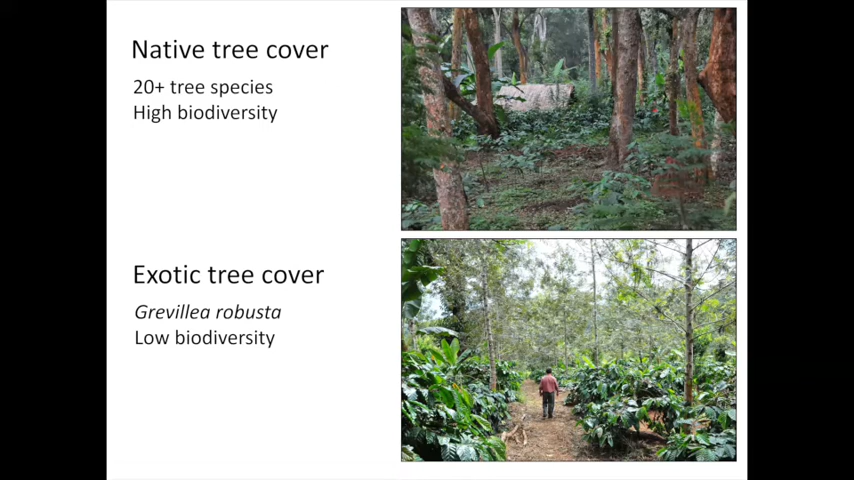 Native tree cover
20+ tree species
High biodiversity
Exotic tree cover
Grevillea robusta
Low biodiversity